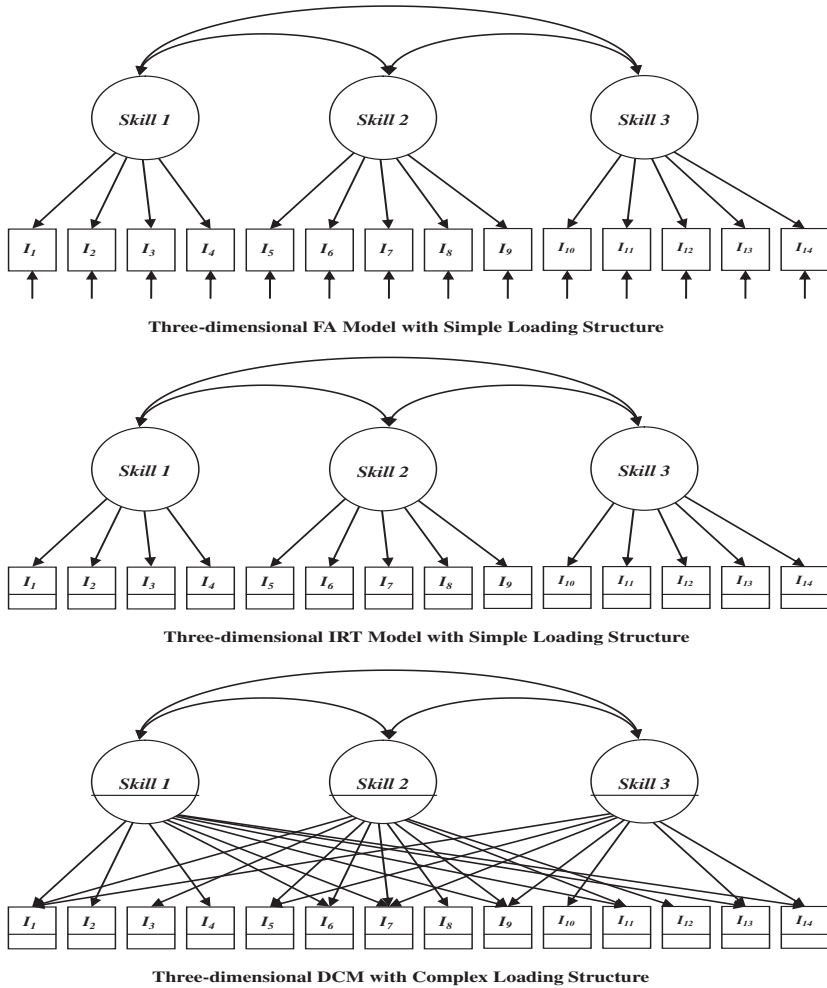 Skill 1 Skill 2 Skill 3
I1 I2 I3 I4 I5 I6 I7 I8 I9 I10 I11 I12 I13 I14
Three-dimensional FA Model with Simple Loading Structure
Skill 1 Skill 2 Skill 3
I1 I2 I3 I4 I5 I6 I7 I8 I9 I10 I11 I12 I13 I14
Three-dimensional IRT Model with Simple Loading Structure
Skill 1 Skill 2 Skill 3
I1 I2 I3 I4 I5 I6 I7 I8 I9 I10 I11 I12 I13 I14
Three-dimensional DCM with Complex Loading Structure